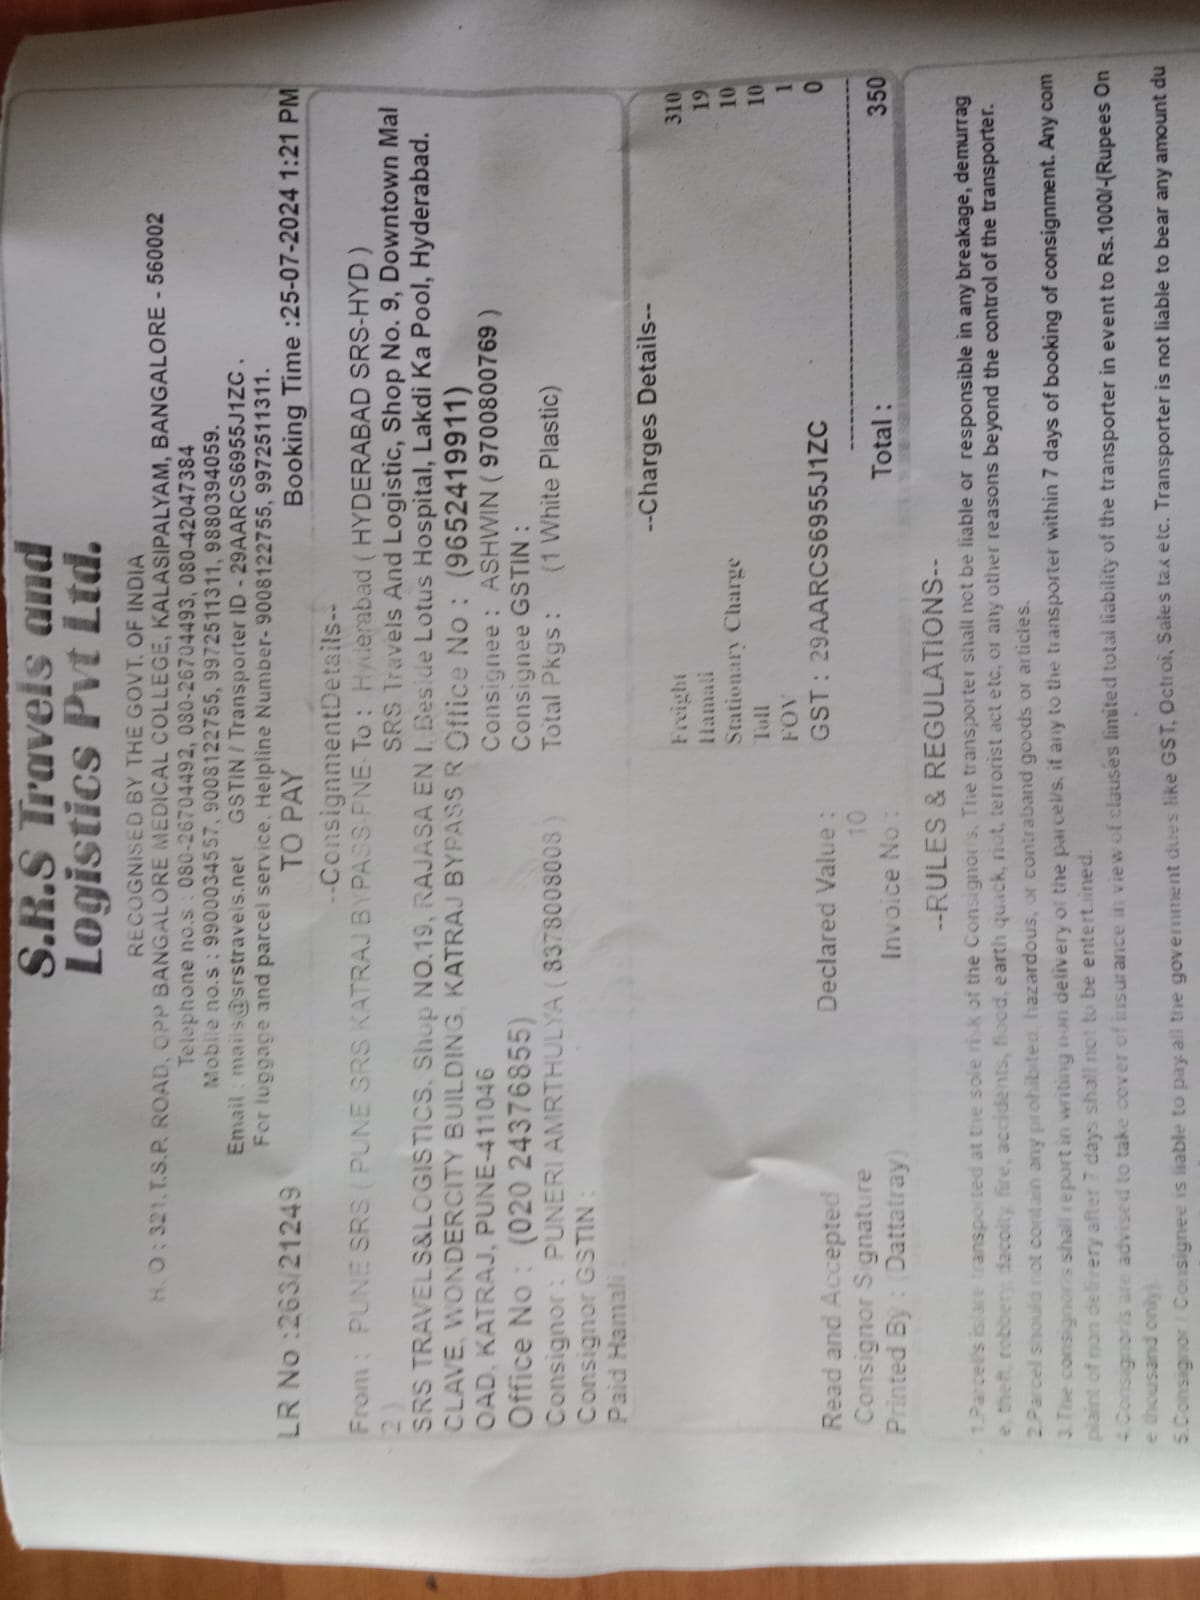 S.R.S Travels and
Logistics Pvt Ltd.
RECOGNISED BY THE GOVT. OF INDIA
H. O : 321, T.S.P. ROAD, OPP BANGALORE MEDICAL COLLEGE, KALASIPALYAM, BANGALORE - 560002
Telephone no.s : 080-26704492, 080-26704493, 080-42047384
Mobile no.s : 9900034557, 9008122755, 9972511311, 9880394059.
Email : mails@srstravels.net GSTIN / Transporter ID - 29AARCS6955J1ZC .
For luggage and parcel service, Helpline Number- 9008122755, 9972511311.
LR No :263/21249 TO PAY Booking Time :25-07-2024 1:21 PM
--ConsignmentDetails--
From : PUNE SRS ( PUNE SRS KATRAJ BYPASS-PNE-
2 )
SRS TRAVELS&LOGISTICS. Shop NO.19, RAJASA EN
CLAVE, WONDERCITY BUILDING, KATRAJ BYPASS R
OAD, KATRAJ, PUNE-411046
Office No : (020 24376855)
Consignor : PUNERI AMRTHULYA ( 8378008008 )
Consignor GSTIN :
Paid Hamali :
To : Hyderabad ( HYDERABAD SRS-HYD )
SRS Travels And Logistic, Shop No. 9, Downtown Mal
l, Beside Lotus Hospital, Lakdi Ka Pool, Hyderabad.
Office No : (9652419911)
Consignee : ASHWIN ( 9700800769 )
Consignee GSTIN :
Total Pkgs : (1 White Plastic)
--Charges Details--
Freight 310
Hamali 19
Stationary Charge 10
Toll 10
FOV 1
GST : 29AARCS6955J1ZC 0
Total : 350
Read and Accepted Declared Value :
Consignor Signature 10
Printed By : (Dattatray) Invoice No :
--RULES & REGULATIONS--
1.Parcel's is/are transported at the sole risk of the Consignor/s. The transporter shall not be liable or responsible in any breakage, demurrag
e, theft, robbery, dacoity, fire, accidents, flood, earth quack, riot, terrorist act etc, or any other reasons beyond the control of the transporter.
2.Parcel should not contain any prohibited, hazardous, or contraband goods or articles.
3.The consignor/s shall report in writing mon delivery of the parcel/s, if any to the transporter within 7 days of booking of consignment. Any com
plaint of non delivery after 7 days shall not to be entertained.
4.Consignor/s are advised to take cover of insurance in view of clauses limited total liability of the transporter in event to Rs.1000/-(Rupees On
e thousand only).
5.Consignor / Consignee is liable to pay all the government dues like GST, Octroi, Sales tax etc. Transporter is not liable to bear any amount du